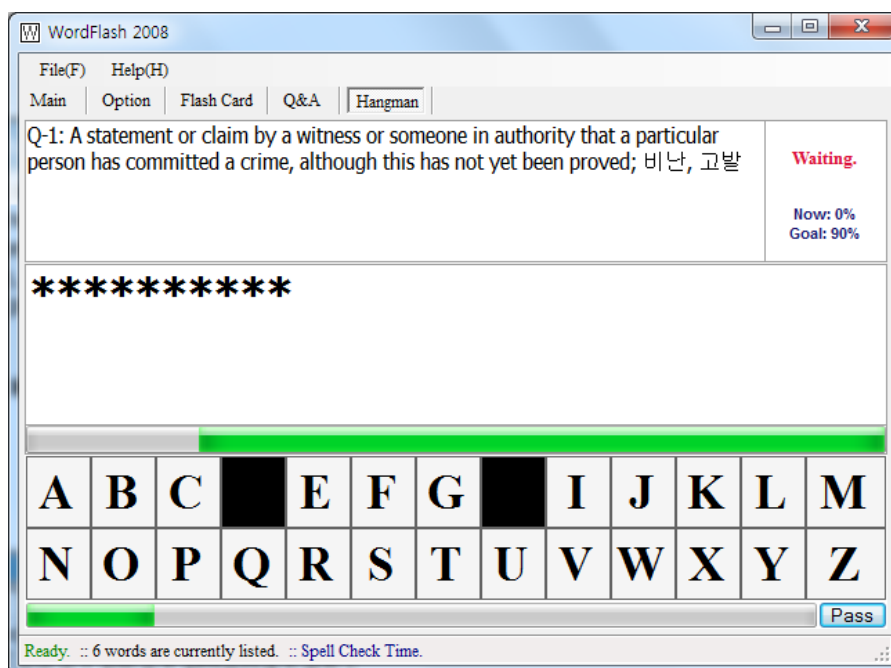 WordFlash 2008
File(F) Help(H)
Main Option Flash Card Q&A Hangman
Q-1: A statement or claim by a witness or someone in authority that a particular
person has committed a crime, although this has not yet been proved; 비난, 고발
Waiting.
Now: 0%
Goal: 90%
**********
A B C E F G I J K L M
N O P Q R S T U V W X Y Z
Pass
Ready. :: 6 words are currently listed. :: Spell Check Time.